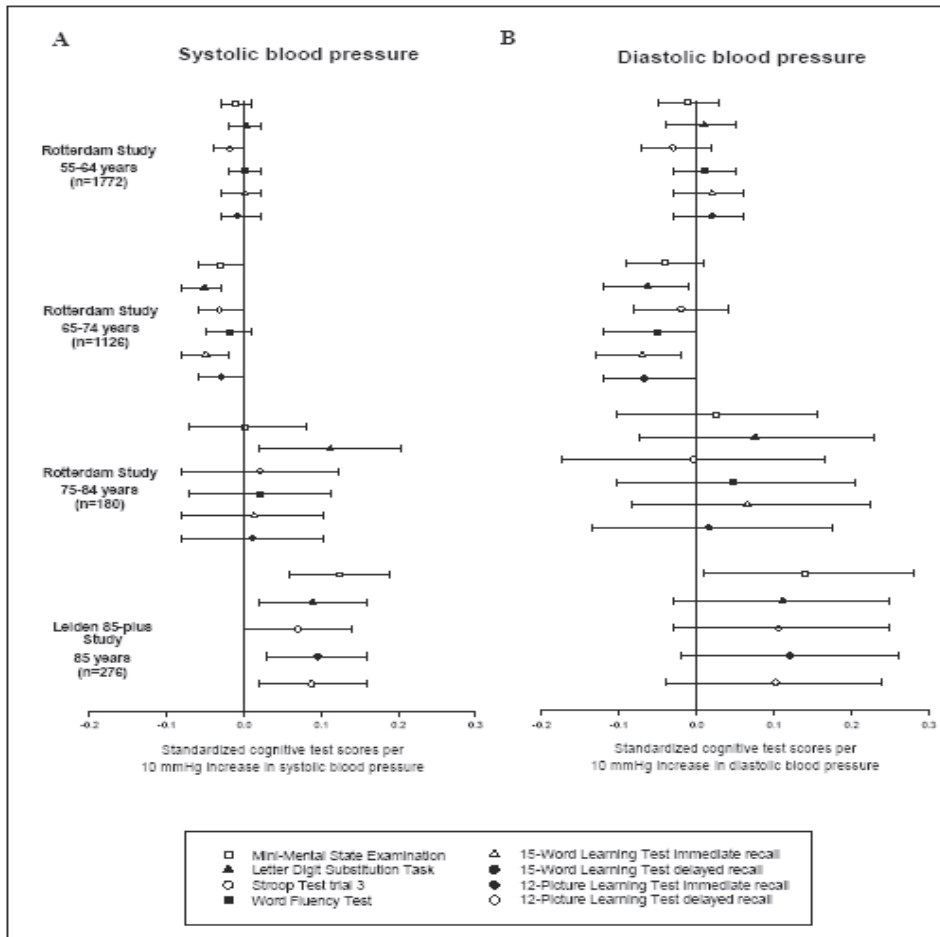 A
Systolic blood pressure
B
Diastolic blood pressure
Rotterdam Study
55-64 years
(n=1772)
Rotterdam Study
65-74 years
(n=1126)
Rotterdam Study
75-84 years
(n=180)
Leiden 85-plus
Study
85 years
(n=276)
-0.2 -0.1 0.0 0.1 0.2 0.3
Standardized cognitive test scores per
10 mmHg increase in systolic blood pressure
-0.2 -0.1 0.0 0.1 0.2 0.3
Standardized cognitive test scores per
10 mmHg increase in diastolic blood pressure
Mini-Mental State Examination
Letter Digit Substitution Task
Stroop Test trial 3
Word Fluency Test
15-Word Learning Test immediate recall
15-Word Learning Test delayed recall
12-Picture Learning Test immediate recall
12-Picture Learning Test delayed recall